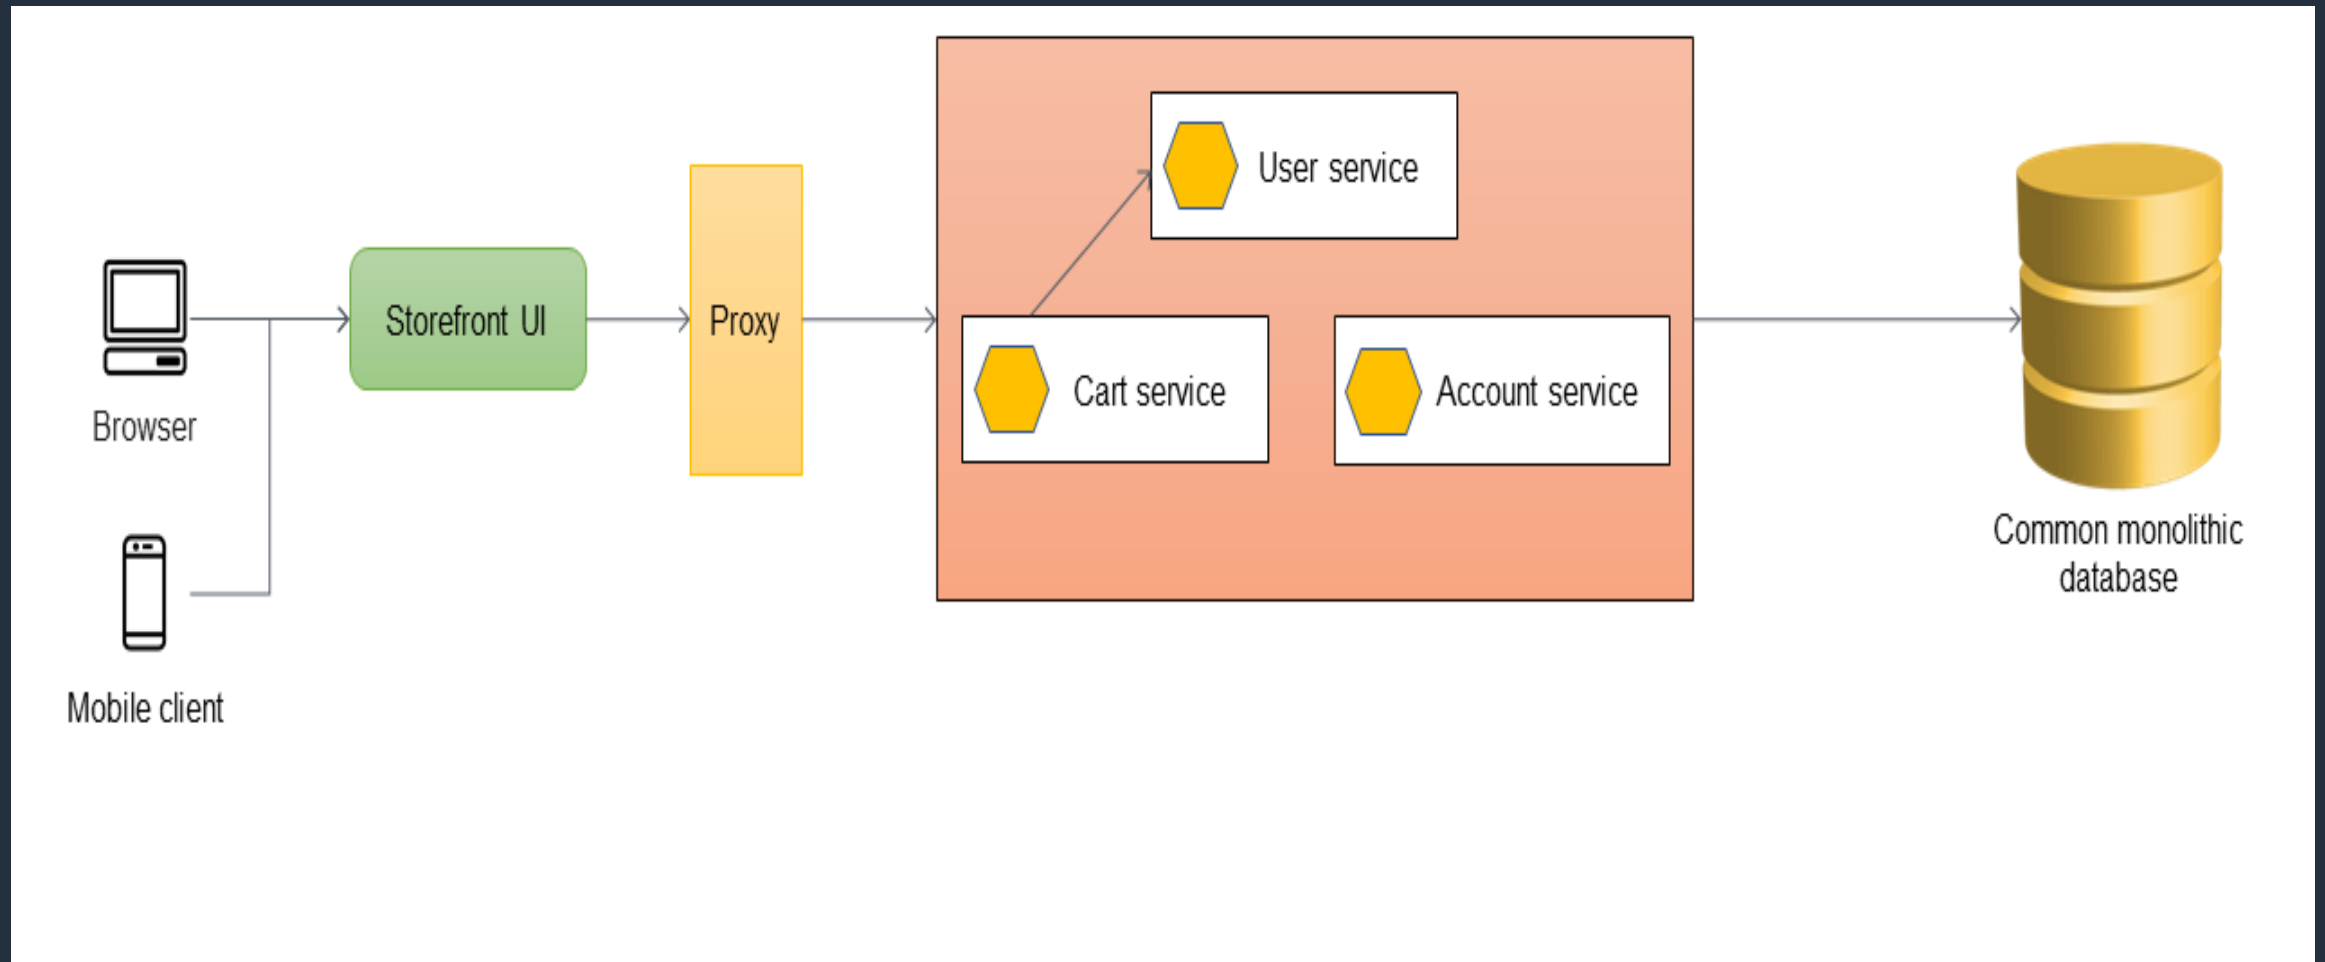 User service
Storefront UI
Proxy
Cart service
Account service
Browser
Common monolithic
database
Mobile client